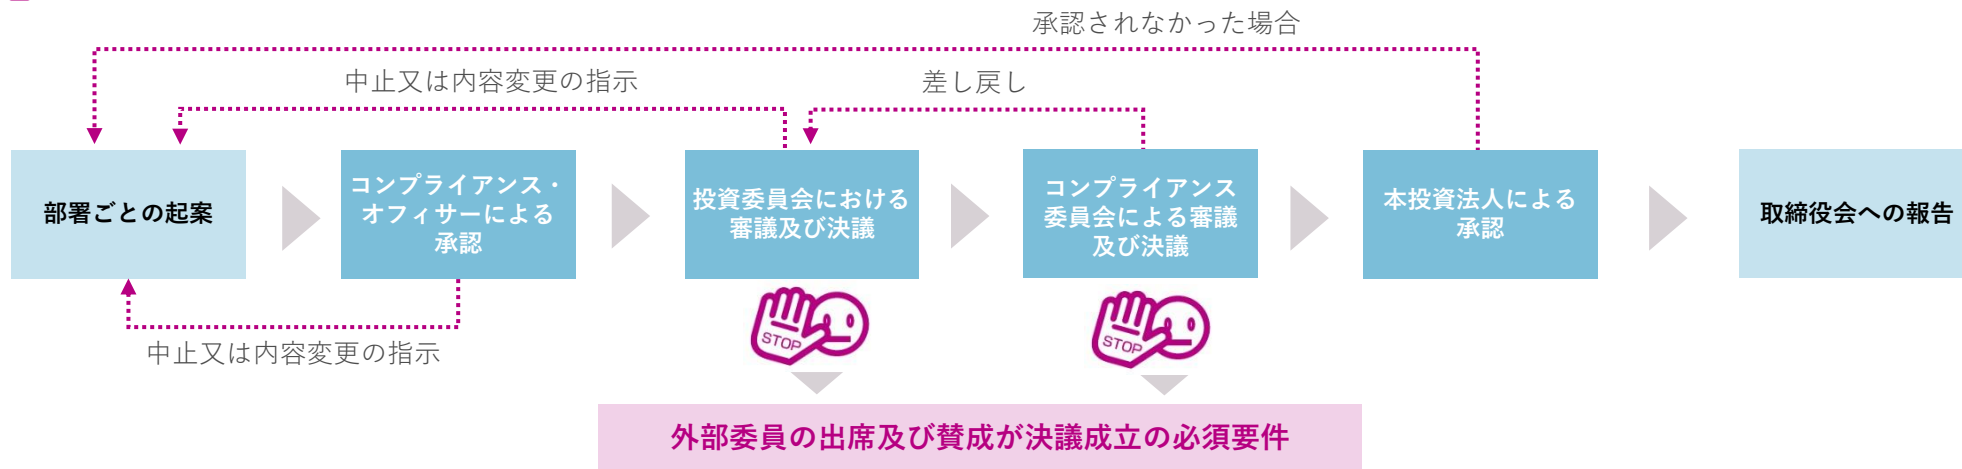 承認されなかった場合
中止又は内容変更の指示
差し戻し
部署ごとの起案
コンプライアンス・
オフィサーによる
承認
投資委員会における
審議及び決議
コンプライアンス
委員会による審議
及び決議
本投資法人による
承認
取締役会への報告
中止又は内容変更の指示
STOP
STOP
外部委員の出席及び賛成が決議成立の必須要件